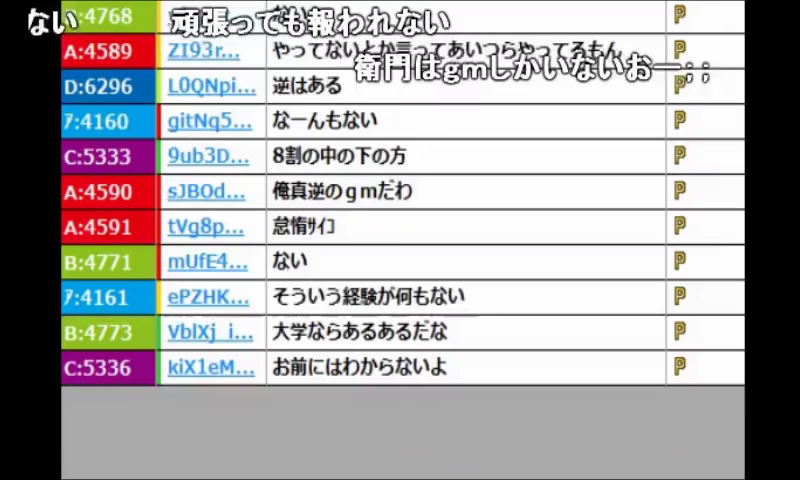 ない 頑張っても報われない
:4768 ない P
A:4589 ZI93r... やってないとか言ってあいつらやってるもん P
衛門はgmしかいないおー;;
D:6296 L0QNpi... 逆はある P
ｱ:4160 gitNq5... なーんもない P
C:5333 9ub3D... 8割の中の下の方 P
A:4590 sJBOd... 俺真逆のｇｍだわ P
A:4591 tVg8p... 怠惰ｻｲｺ P
B:4771 mUfE4... ない P
ｱ:4161 ePZHK... そういう経験が何もない P
B:4773 VblXj_i... 大学ならあるあるだな P
C:5336 kiX1eM... お前にはわからないよ P